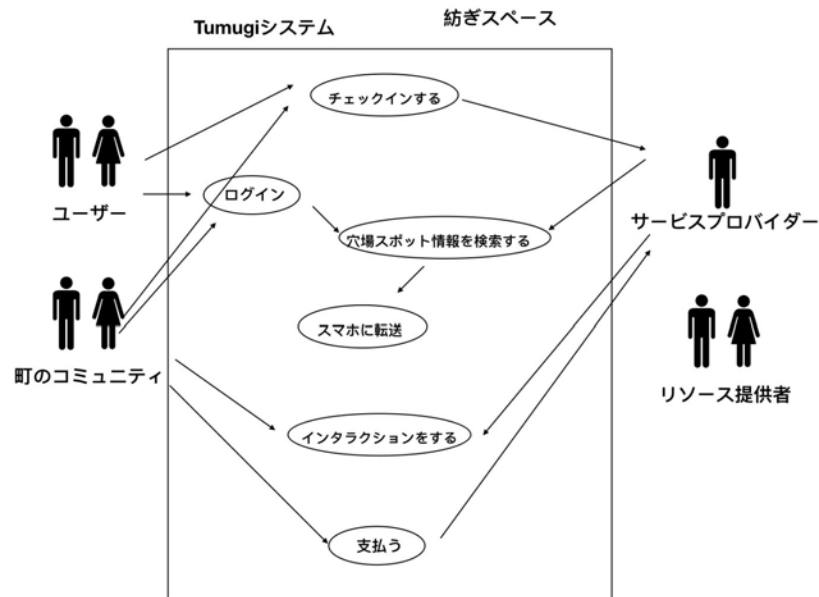 Tumugiシステム
紡ぎスペース
チェックインする
ユーザー
ログイン
サービスプロバイダー
穴場スポット情報を検索する
スマホに転送
町のコミュニティ
リソース提供者
インタラクションをする
支払う